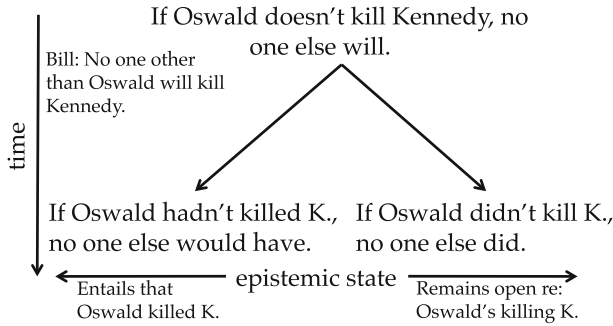 If Oswald doesn't kill Kennedy, no
one else will.
Bill: No one other
than Oswald will kill
Kennedy.
time
If Oswald hadn't killed K.,
no one else would have.
If Oswald didn't kill K.,
no one else did.
epistemic state
Entails that
Oswald killed K.
Remains open re:
Oswald's killing K.